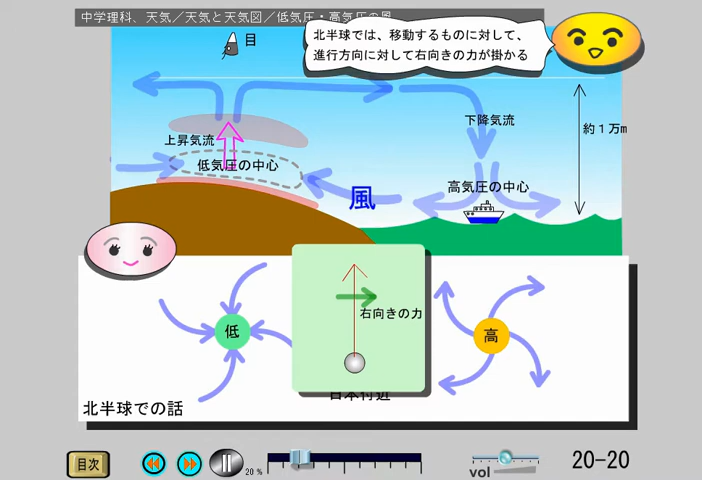 中学理科、天気／天気と天気図／低気圧・高気圧の風
目
北半球では、移動するものに対して、
進行方向に対して右向きの力が掛かる
下降気流
約１万m
上昇気流
低気圧の中心
高気圧の中心
風
右向きの力
低
高
日本付近
北半球での話
目次
20 %
vol
20-20